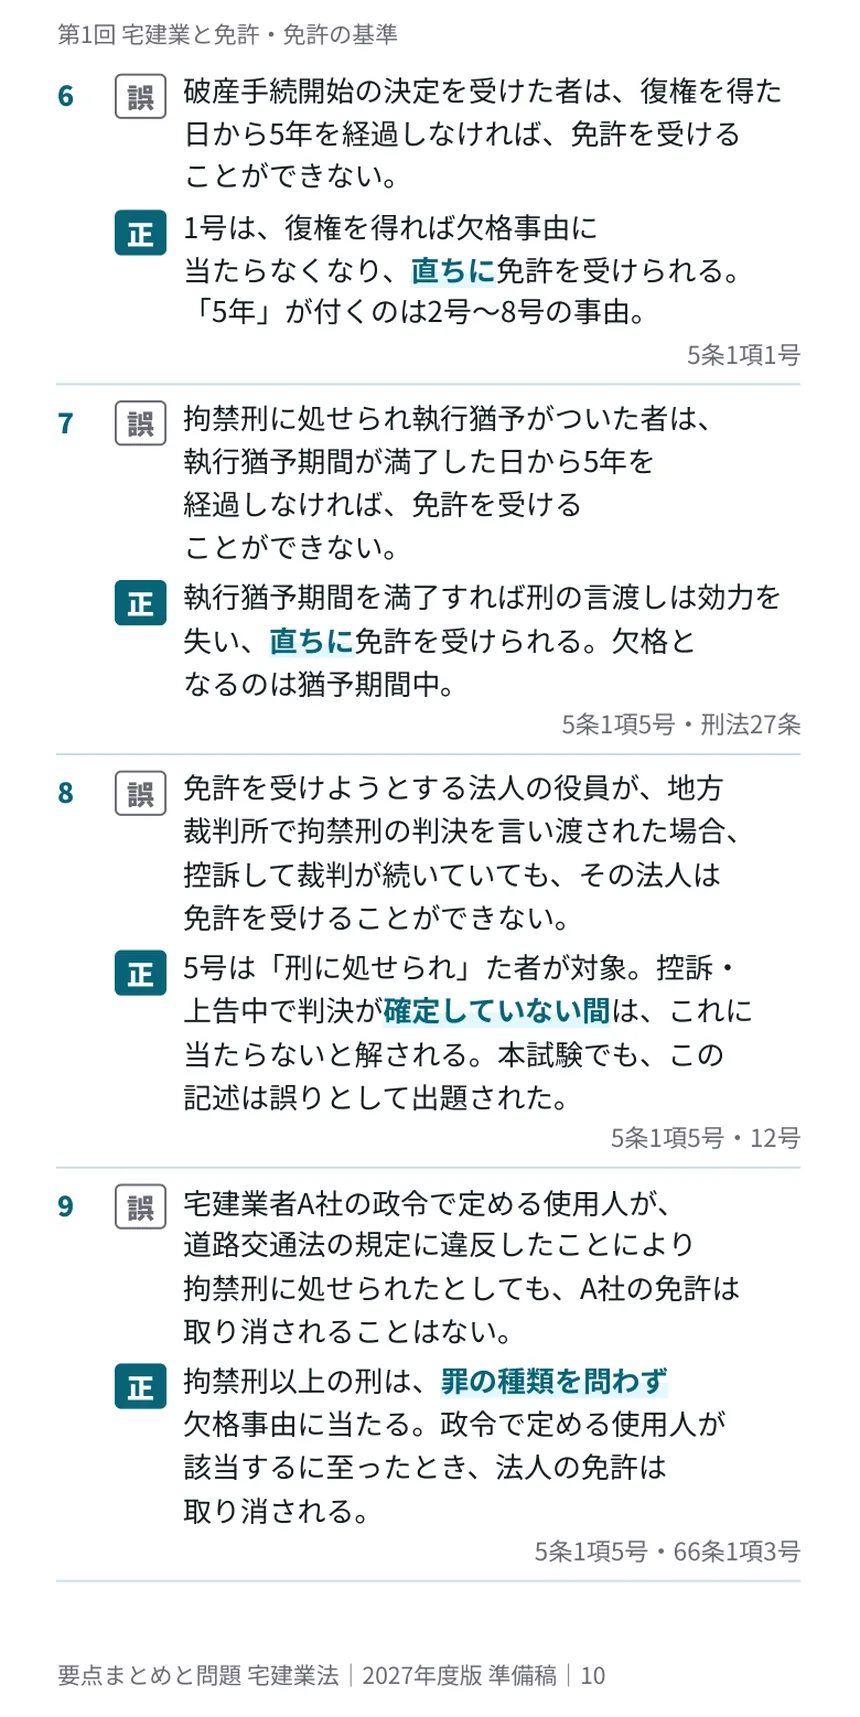 第1回 宅建業と免許・免許の基準
6 誤 破産手続開始の決定を受けた者は、復権を得た
日から5年を経過しなければ、免許を受ける
ことができない。
正 1号は、復権を得れば欠格事由に
当たらなくなり、直ちに免許を受けられる。
「5年」が付くのは2号〜8号の事由。
5条1項1号
7 誤 拘禁刑に処せられ執行猶予がついた者は、
執行猶予期間が満了した日から5年を
経過しなければ、免許を受ける
ことができない。
正 執行猶予期間を満了すれば刑の言渡しは効力を
失い、直ちに免許を受けられる。欠格と
なるのは猶予期間中。
5条1項5号・刑法27条
8 誤 免許を受けようとする法人の役員が、地方
裁判所で拘禁刑の判決を言い渡された場合、
控訴して裁判が続いていても、その法人は
免許を受けることができない。
正 5号は「刑に処せられ」た者が対象。控訴・
上告中で判決が確定していない間は、これに
当たらないと解される。本試験でも、この
記述は誤りとして出題された。
5条1項5号・12号
9 誤 宅建業者A社の政令で定める使用人が、
道路交通法の規定に違反したことにより
拘禁刑に処せられたとしても、A社の免許は
取り消されることはない。
正 拘禁刑以上の刑は、罪の種類を問わず
欠格事由に当たる。政令で定める使用人が
該当するに至ったとき、法人の免許は
取り消される。
5条1項5号・66条1項3号
要点まとめと問題 宅建業法｜2027年度版 準備稿｜10